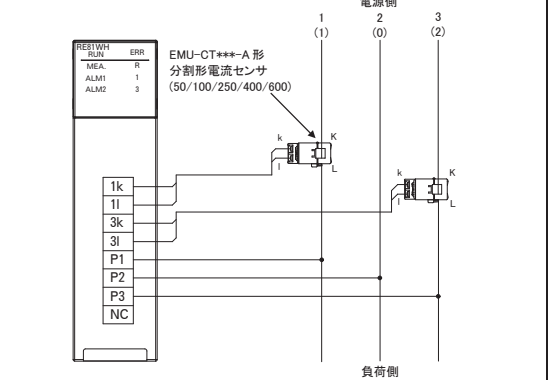 電源側
1 2 3
(1) (0) (2)
RE81WH
RUN ERR
MEA. R
ALM1 1
ALM2 3
EMU-CT***-A 形
分割形電流センサ
(50/100/250/400/600)
k K
l L
k K
l L
1k
1l
3k
3l
P1
P2
P3
NC
負荷側